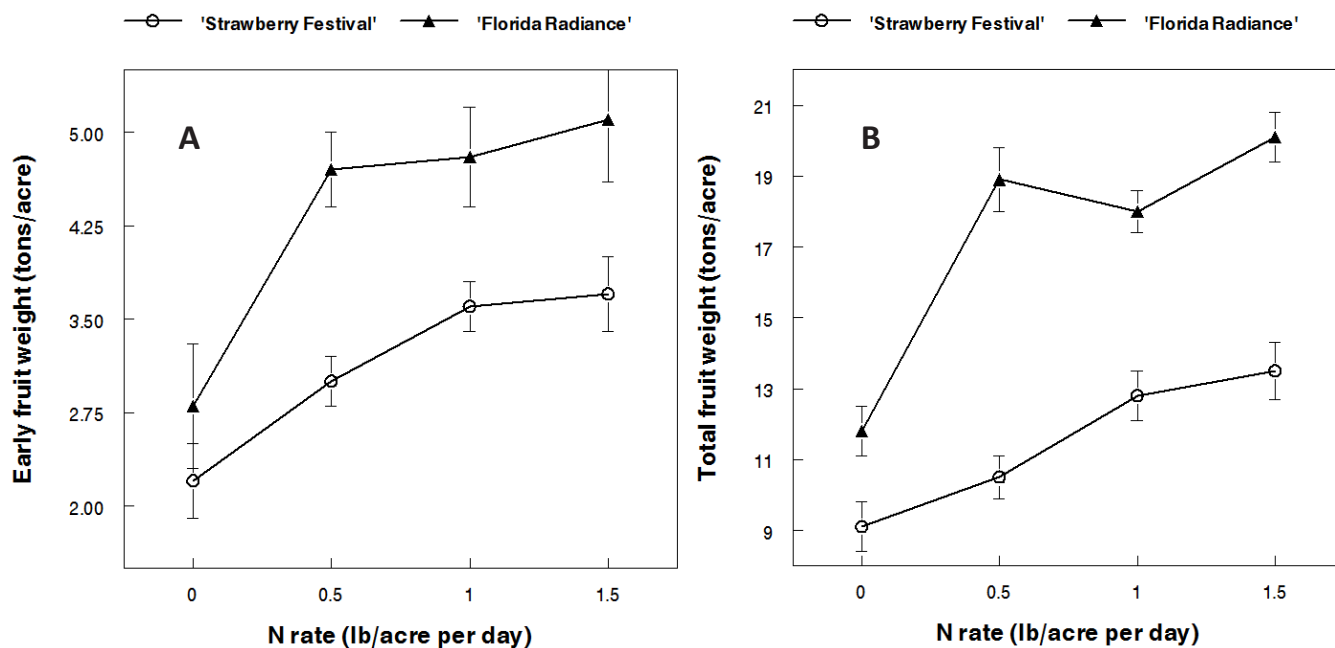 'Strawberry Festival' 'Florida Radiance'
A
Early fruit weight (tons/acre)
5.00
4.25
3.50
2.75
2.00
0 0.5 1 1.5
N rate (lb/acre per day)
'Strawberry Festival' 'Florida Radiance'
B
Total fruit weight (tons/acre)
21
19
17
15
13
11
9
0 0.5 1 1.5
N rate (lb/acre per day)